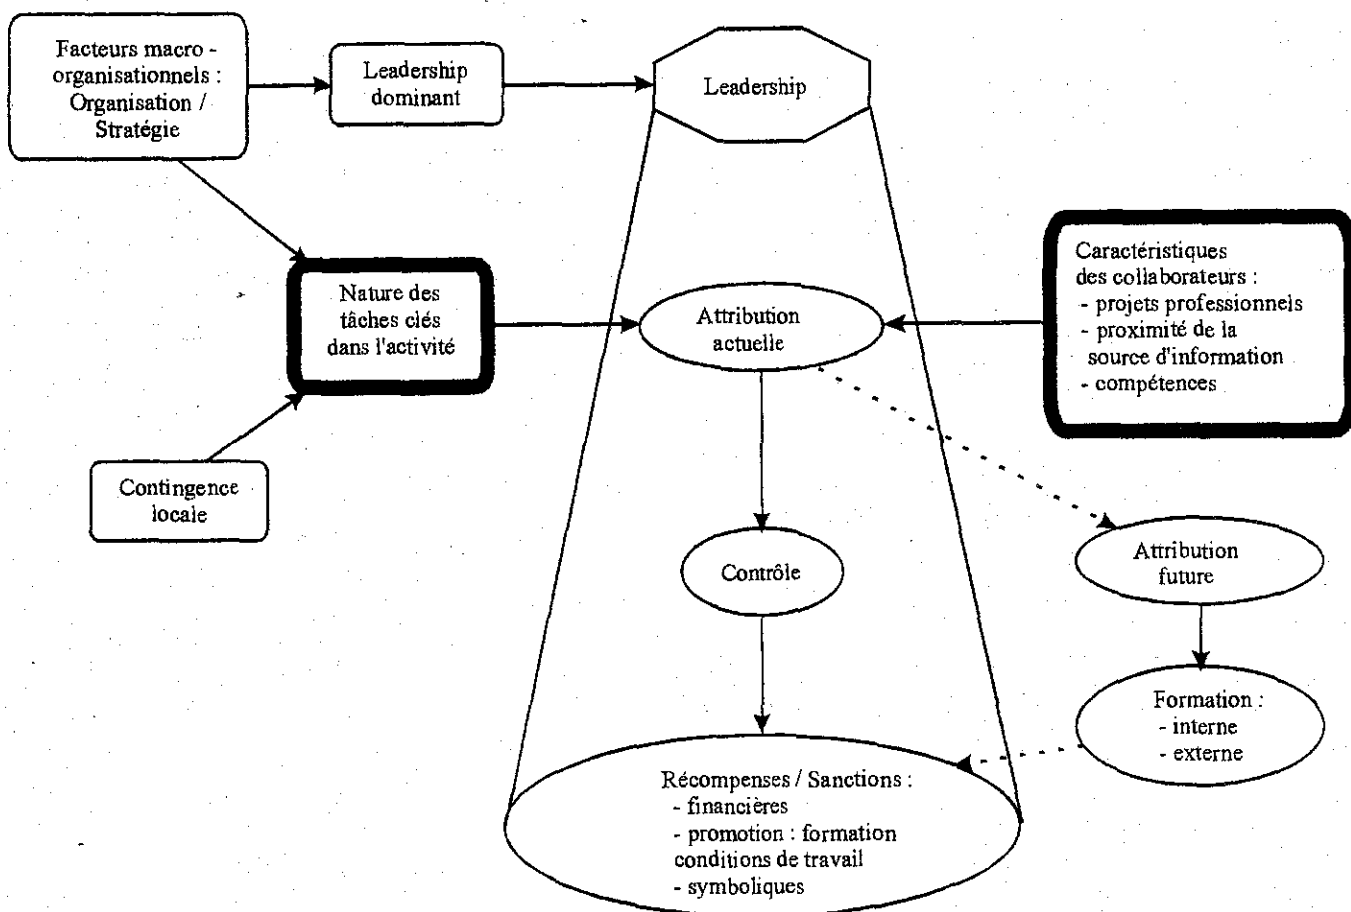 Facteurs macro -
organisationnels :
Organisation /
Stratégie
Leadership
dominant
Leadership
Nature des
tâches clés
dans l'activité
Attribution
actuelle
Caractéristiques
des collaborateurs :
- projets professionnels
- proximité de la
source d'information
- compétences
Contingence
locale
Contrôle
Attribution
future
Formation :
- interne
- externe
Récompenses / Sanctions :
- financières
- promotion : formation
conditions de travail
- symboliques